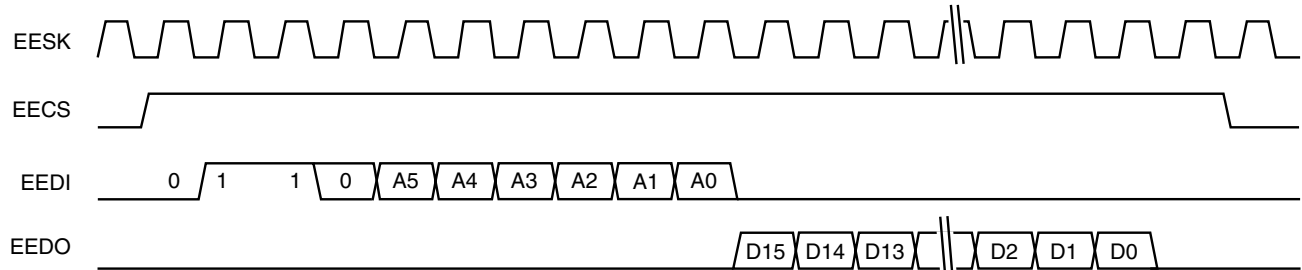 EESK
EECS
EEDI 0 1 1 0 A5 A4 A3 A2 A1 A0
EEDO D15 D14 D13 D2 D1 D0